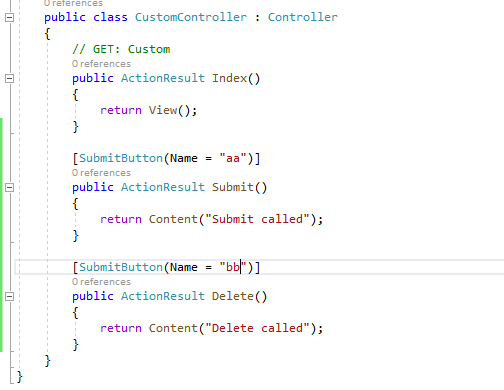 0 references
public class CustomController : Controller
{
// GET: Custom
0 references
public ActionResult Index()
{
return View();
}
[SubmitButton(Name = "aa")]
0 references
public ActionResult Submit()
{
return Content("Submit called");
}
[SubmitButton(Name = "bb")]
0 references
public ActionResult Delete()
{
return Content("Delete called");
}
}
}